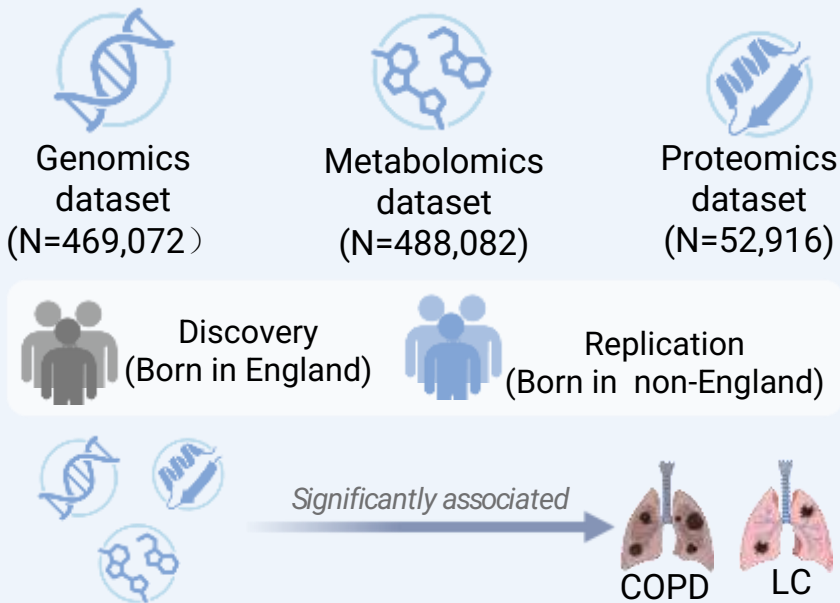 Genomics
dataset
(N=469,072）
Metabolomics
dataset
(N=488,082)
Proteomics
dataset
(N=52,916)
Discovery
(Born in England)
Replication
(Born in non-England)
Significantly associated
COPD
LC